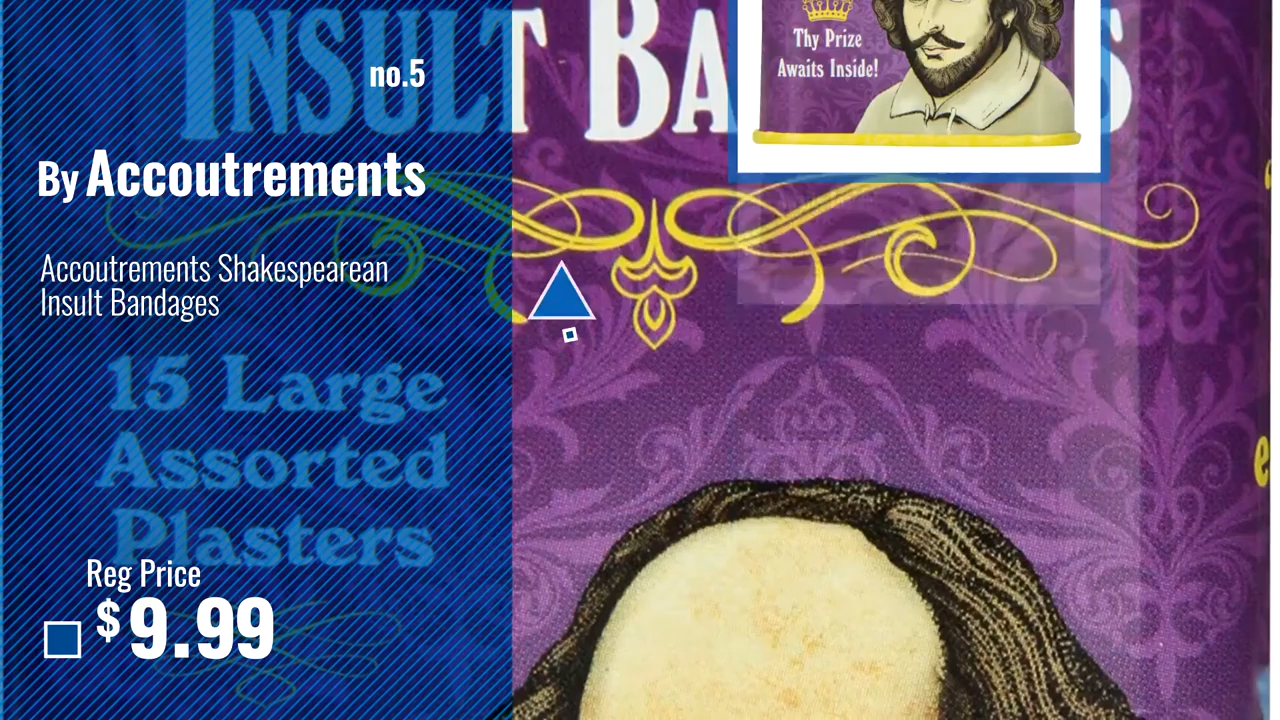 INSULT BA S
no.5
Thy Prize
Awaits Inside!
By Accoutrements
Accoutrements Shakespearean
Insult Bandages
15 Large
Assorted
Plasters
Reg Price
$9.99
e